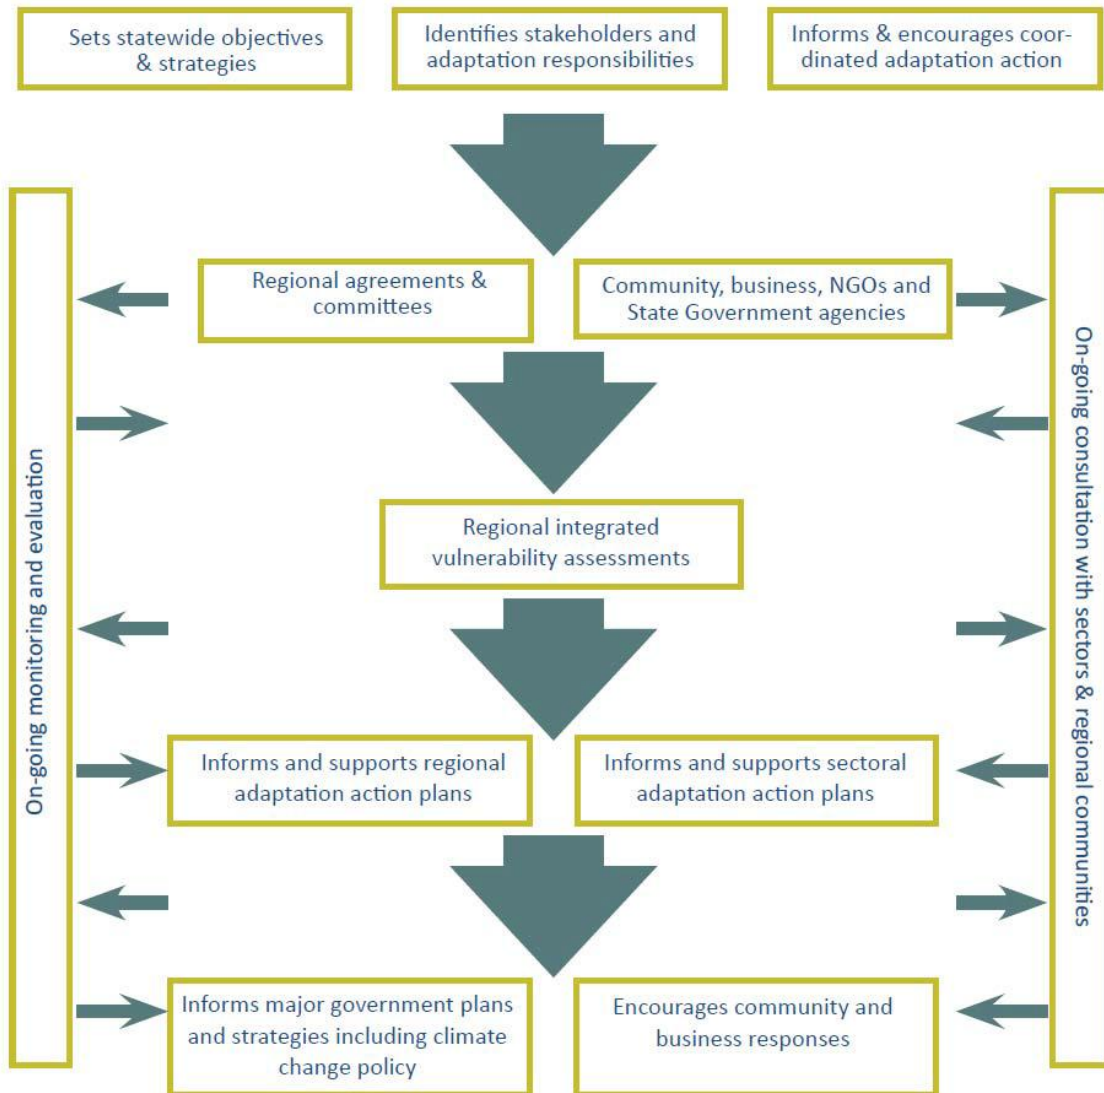 Sets statewide objectives
& strategies
Identifies stakeholders and
adaptation responsibilities
Informs & encourages coor-
dinated adaptation action
On-going monitoring and evaluation
Regional agreements &
committees
Community, business, NGOs and
State Government agencies
On-going consultation with sectors & regional communities
Regional integrated
vulnerability assessments
Informs and supports regional
adaptation action plans
Informs and supports sectoral
adaptation action plans
Informs major government plans
and strategies including climate
change policy
Encourages community and
business responses